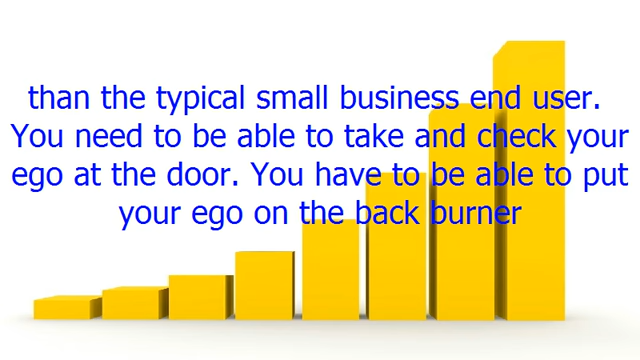 than the typical small business end user.
You need to be able to take and check your
ego at the door. You have to be able to put
your ego on the back burner